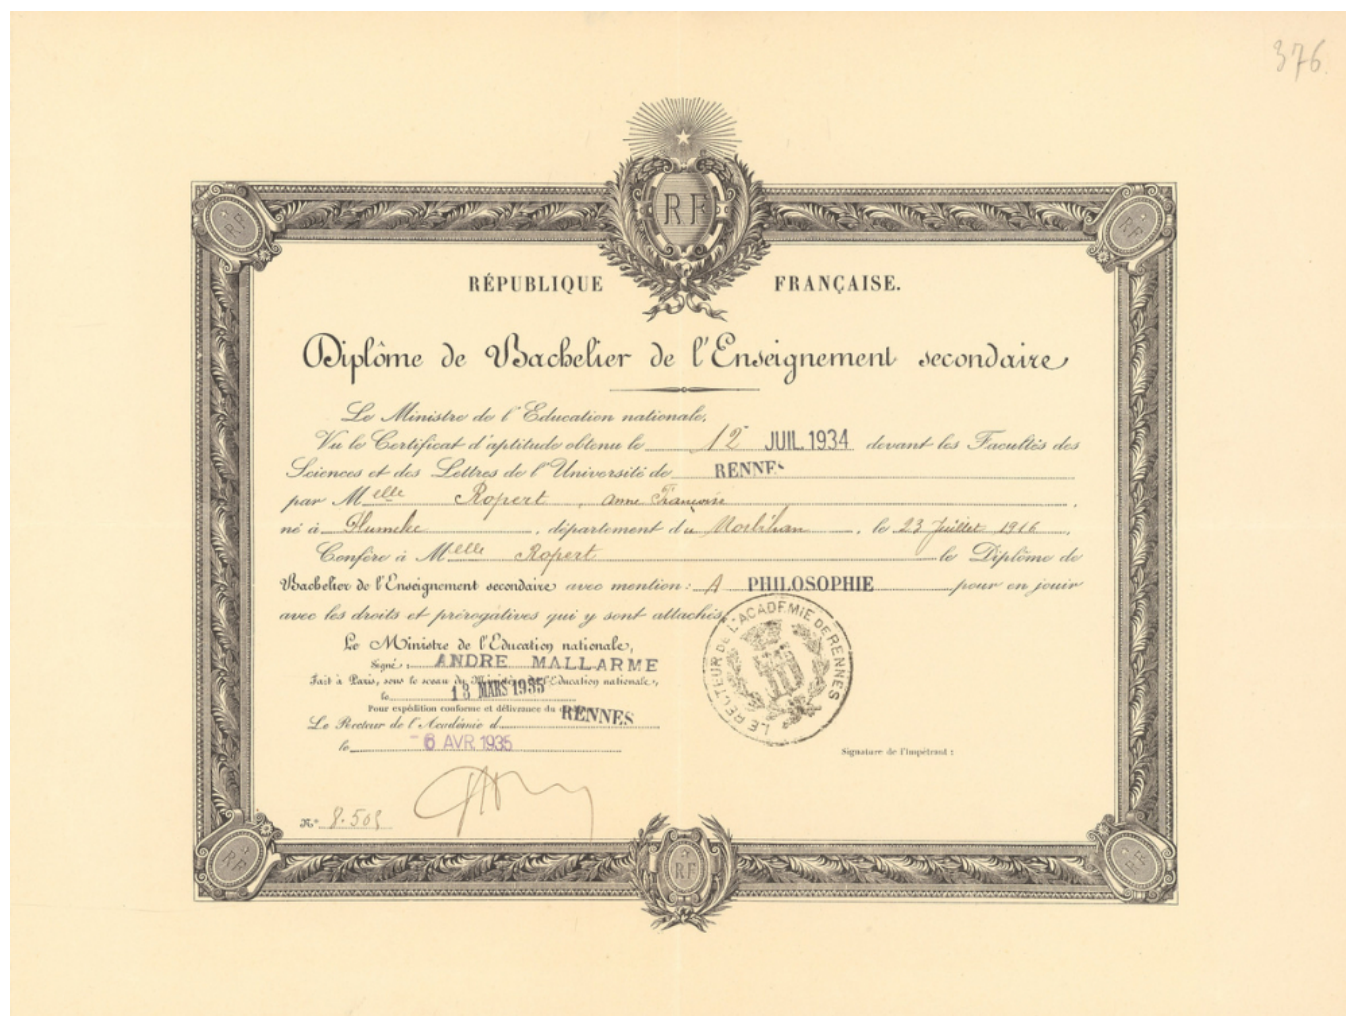 376.
RF
RÉPUBLIQUE FRANÇAISE.
Diplôme de Bachelier de l'Enseignement secondaire
Le Ministre de l'Education nationale,
Vu le Certificat d'aptitude obtenu le 12 JUIL. 1934 devant les Facultés des
Sciences et des Lettres de l'Université de RENNES
par Melle Ropert, Anne Françoise,
né à département du Morbihan, le 23 Juillet 1916,
Confère à Melle Ropert le Diplôme de
Bachelier de l'Enseignement secondaire avec mention: A PHILOSOPHIE pour en jouir
avec les droits et prérogatives qui y sont attachés
LE RECTEUR DE L'ACADÉMIE DE RENNES
Le Ministre de l'Education nationale,
Signé: ANDRE MALLARME
Fait à Paris, sous le sceau du Ministère de l'Education nationale,
le 13 MARS 1935
Pour expédition conforme et délivrance du
Le Recteur de l'Académie d RENNES
le - 6 AVR. 1935
Signature de l'impétrant:
N° 8.505
RF